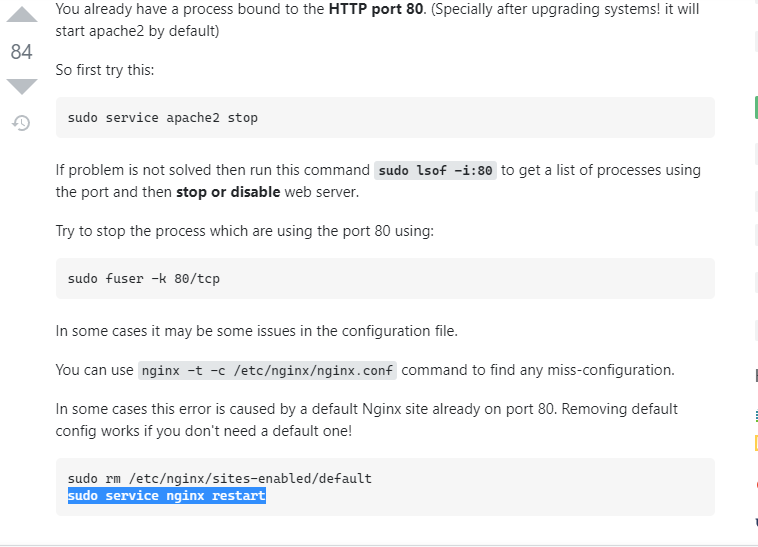 You already have a process bound to the HTTP port 80. (Specially after upgrading systems! it will
start apache2 by default)
84
So first try this:
sudo service apache2 stop
If problem is not solved then run this command sudo lsof -i:80 to get a list of processes using
the port and then stop or disable web server.
Try to stop the process which are using the port 80 using:
sudo fuser -k 80/tcp
In some cases it may be some issues in the configuration file.
You can use nginx -t -c /etc/nginx/nginx.conf command to find any miss-configuration.
In some cases this error is caused by a default Nginx site already on port 80. Removing default
config works if you don't need a default one!
sudo rm /etc/nginx/sites-enabled/default
sudo service nginx restart